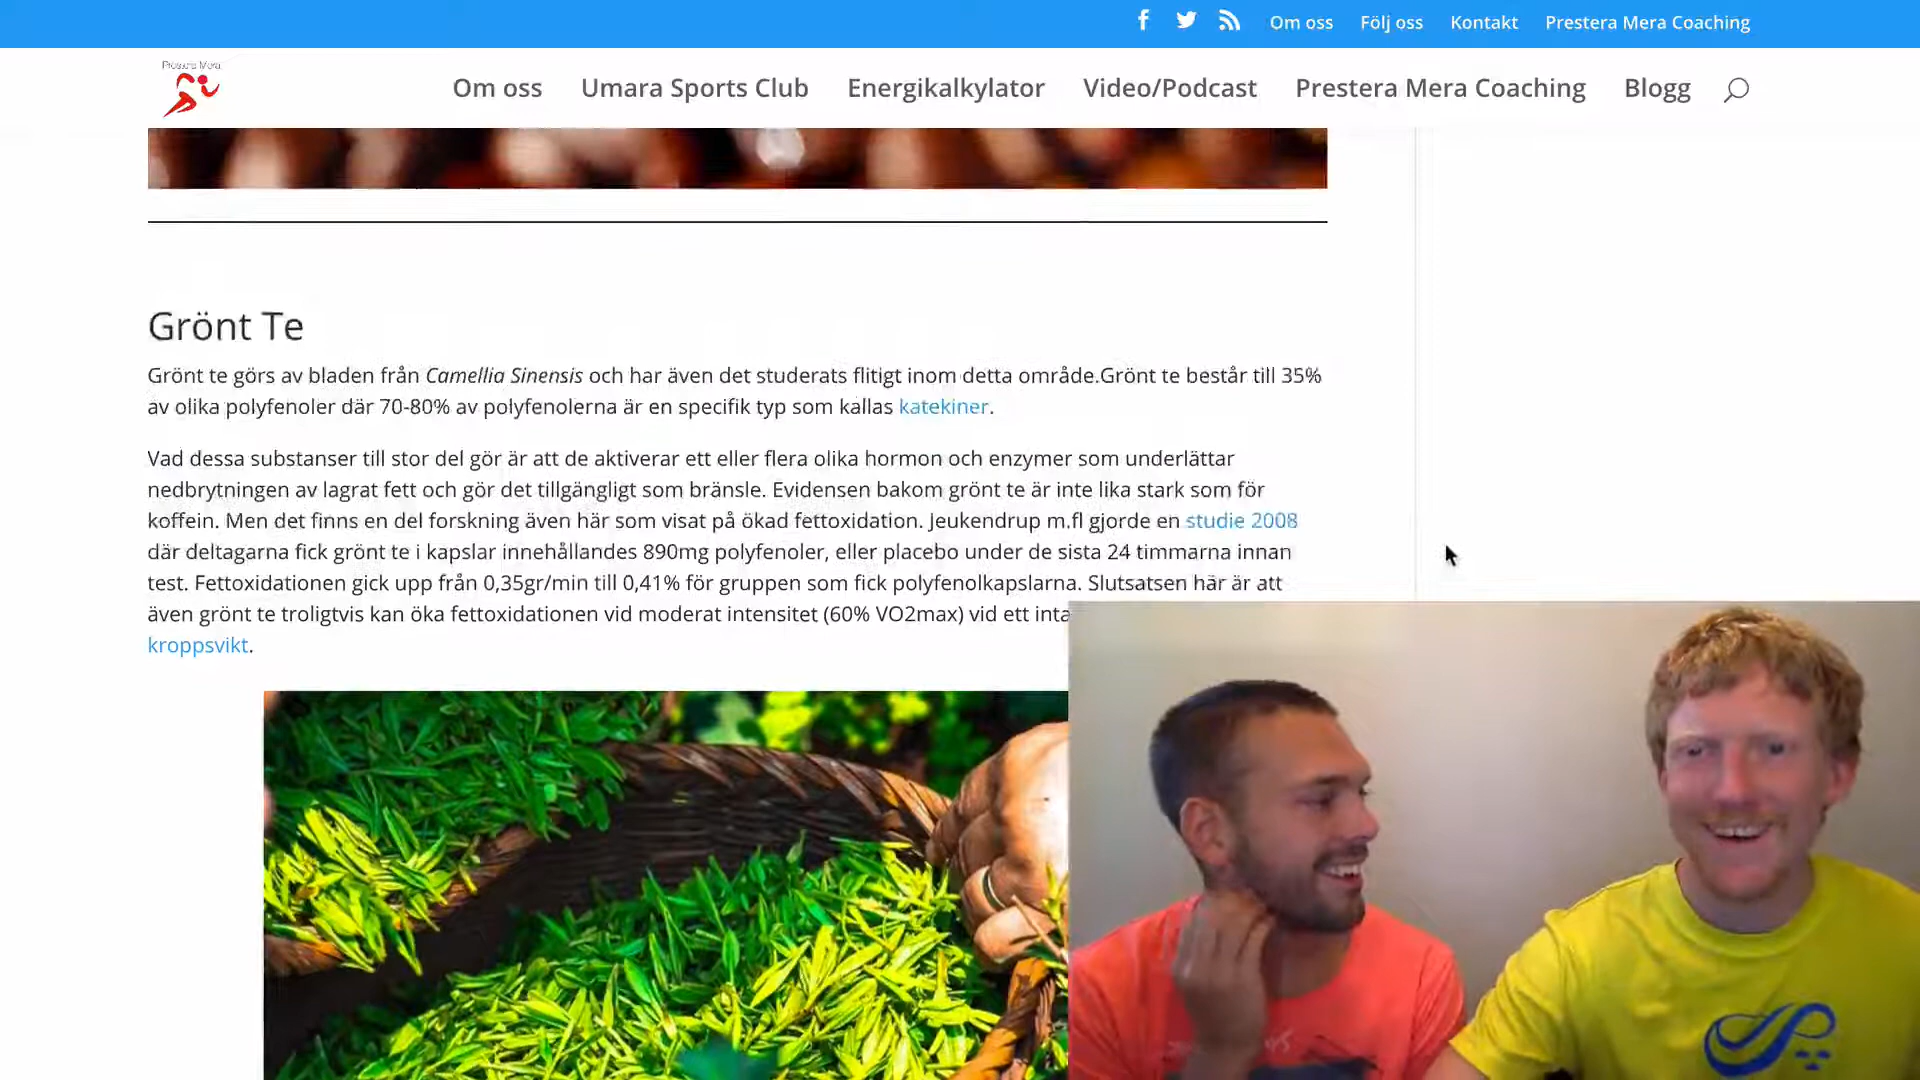 Om oss Följ oss Kontakt Prestera Mera Coaching
Prestera Mera
Om oss Umara Sports Club Energikalkylator Video/Podcast Prestera Mera Coaching Blogg
Grönt Te
Grönt te görs av bladen från Camellia Sinensis och har även det studerats flitigt inom detta område.Grönt te består till 35%
av olika polyfenoler där 70-80% av polyfenolerna är en specifik typ som kallas katekiner.
Vad dessa substanser till stor del gör är att de aktiverar ett eller flera olika hormon och enzymer som underlättar
nedbrytningen av lagrat fett och gör det tillgängligt som bränsle. Evidensen bakom grönt te är inte lika stark som för
koffein. Men det finns en del forskning även här som visat på ökad fettoxidation. Jeukendrup m.fl gjorde en studie 2008
där deltagarna fick grönt te i kapslar innehållandes 890mg polyfenoler, eller placebo under de sista 24 timmarna innan
test. Fettoxidationen gick upp från 0,35gr/min till 0,41% för gruppen som fick polyfenolkapslarna. Slutsatsen här är att
även grönt te troligtvis kan öka fettoxidationen vid moderat intensitet (60% VO2max) vid ett inta
kroppsvikt.